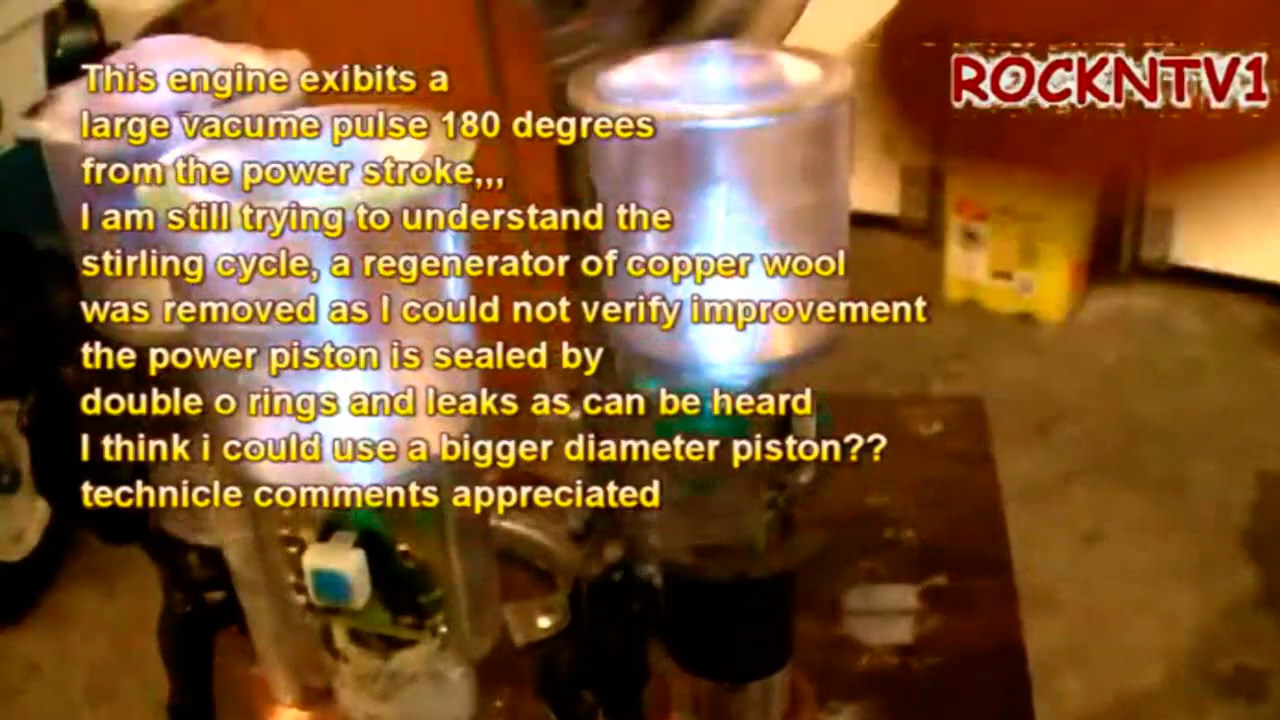 ROCKNTV1
This engine exibits a
large vacume pulse 180 degrees
from the power stroke,,,
I am still trying to understand the
stirling cycle, a regenerator of copper wool
was removed as I could not verify improvement
the power piston is sealed by
double o rings and leaks as can be heard
I think i could use a bigger diameter piston??
technicle comments appreciated